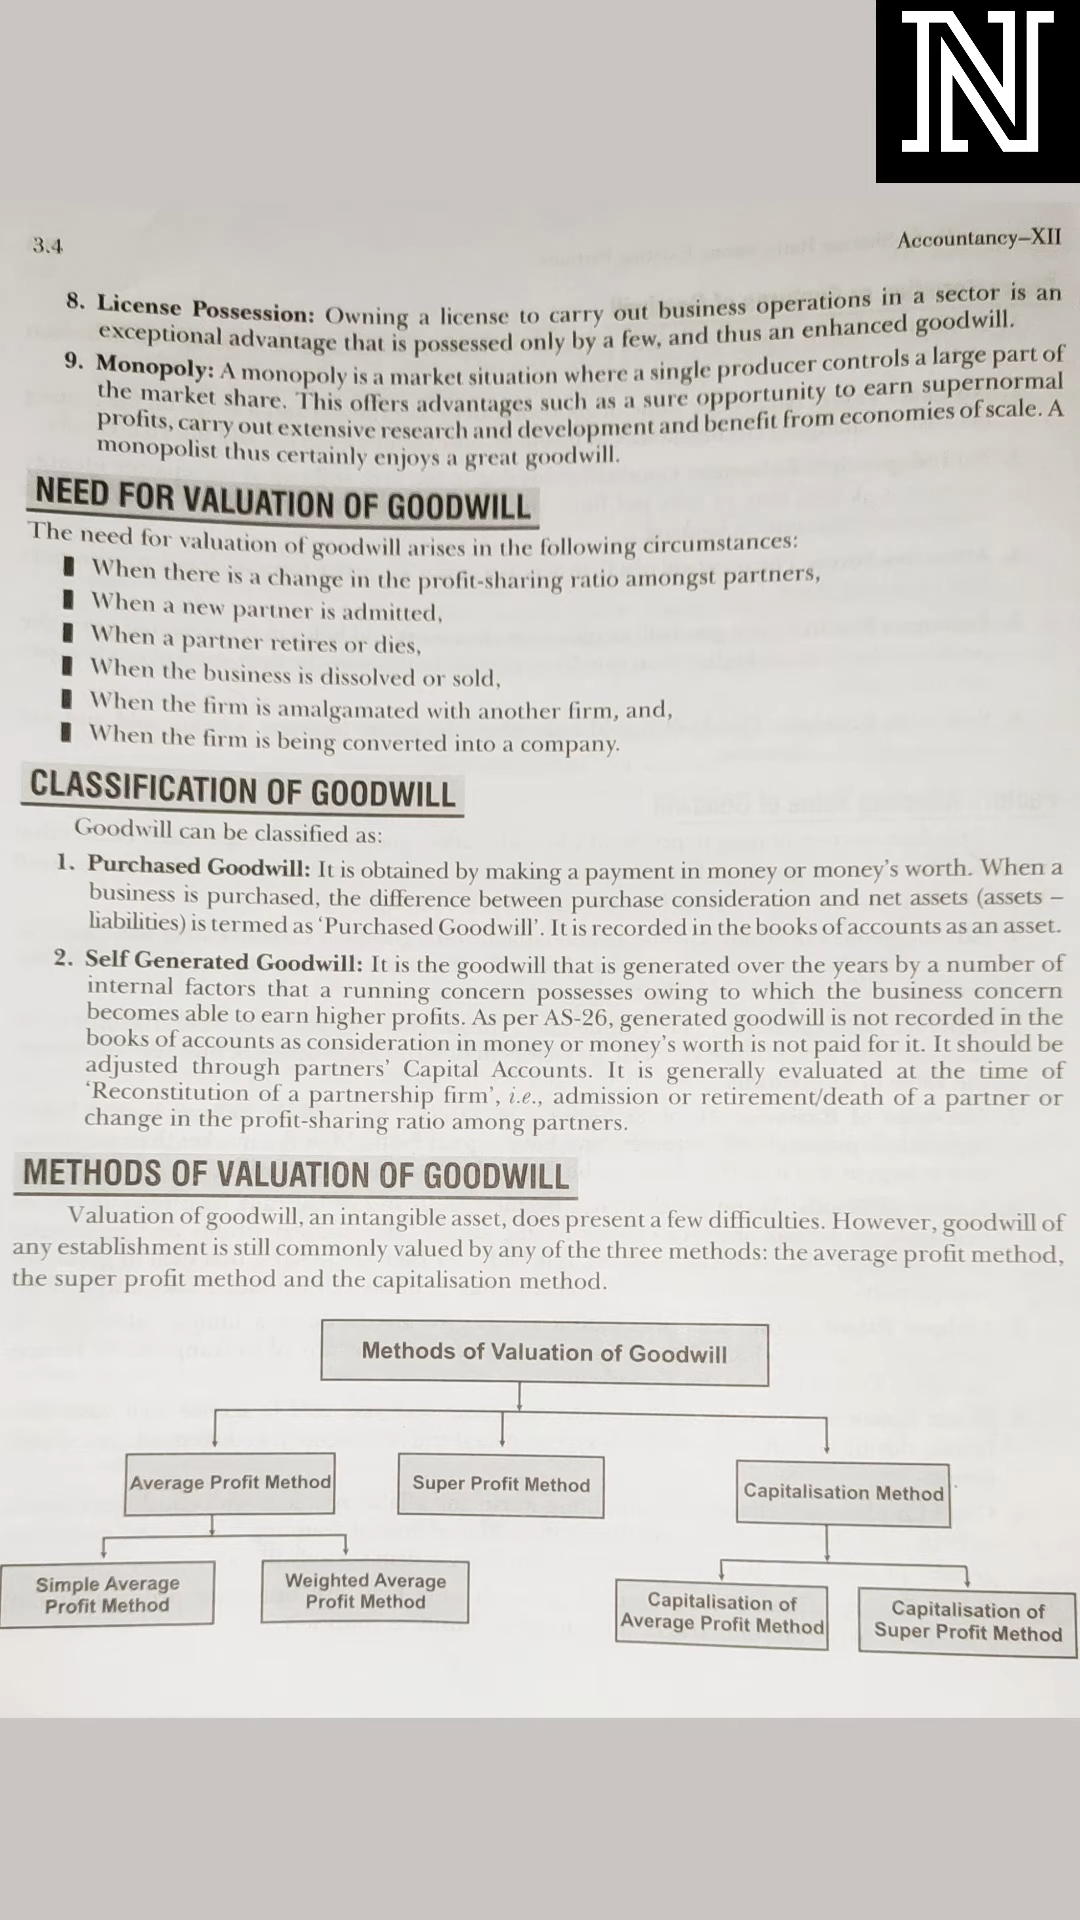 N
3.4
Accountancy–XII
8. License Possession: Owning a license to carry out business operations in a sector is an
exceptional advantage that is possessed only by a few, and thus an enhanced goodwill.
9. Monopoly: A monopoly is a market situation where a single producer controls a large part of
the market share. This offers advantages such as a sure opportunity to earn supernormal
profits, carry out extensive research and development and benefit from economies of scale. A
monopolist thus certainly enjoys a great goodwill.
NEED FOR VALUATION OF GOODWILL
The need for valuation of goodwill arises in the following circumstances:
When there is a change in the profit-sharing ratio amongst partners,
When a new partner is admitted,
When a partner retires or dies,
When the business is dissolved or sold,
When the firm is amalgamated with another firm, and,
When the firm is being converted into a company.
CLASSIFICATION OF GOODWILL
Goodwill can be classified as:
1. Purchased Goodwill: It is obtained by making a payment in money or money's worth. When a
business is purchased, the difference between purchase consideration and net assets (assets –
liabilities) is termed as ‘Purchased Goodwill’. It is recorded in the books of accounts as an asset.
2. Self Generated Goodwill: It is the goodwill that is generated over the years by a number of
internal factors that a running concern possesses owing to which the business concern
becomes able to earn higher profits. As per AS-26, generated goodwill is not recorded in the
books of accounts as consideration in money or money's worth is not paid for it. It should be
adjusted through partners' Capital Accounts. It is generally evaluated at the time of
‘Reconstitution of a partnership firm’, i.e., admission or retirement/death of a partner or
change in the profit-sharing ratio among partners.
METHODS OF VALUATION OF GOODWILL
Valuation of goodwill, an intangible asset, does present a few difficulties. However, goodwill of
any establishment is still commonly valued by any of the three methods: the average profit method,
the super profit method and the capitalisation method.
Methods of Valuation of Goodwill
Average Profit Method
Super Profit Method
Capitalisation Method
Simple Average
Profit Method
Weighted Average
Profit Method
Capitalisation of
Average Profit Method
Capitalisation of
Super Profit Method